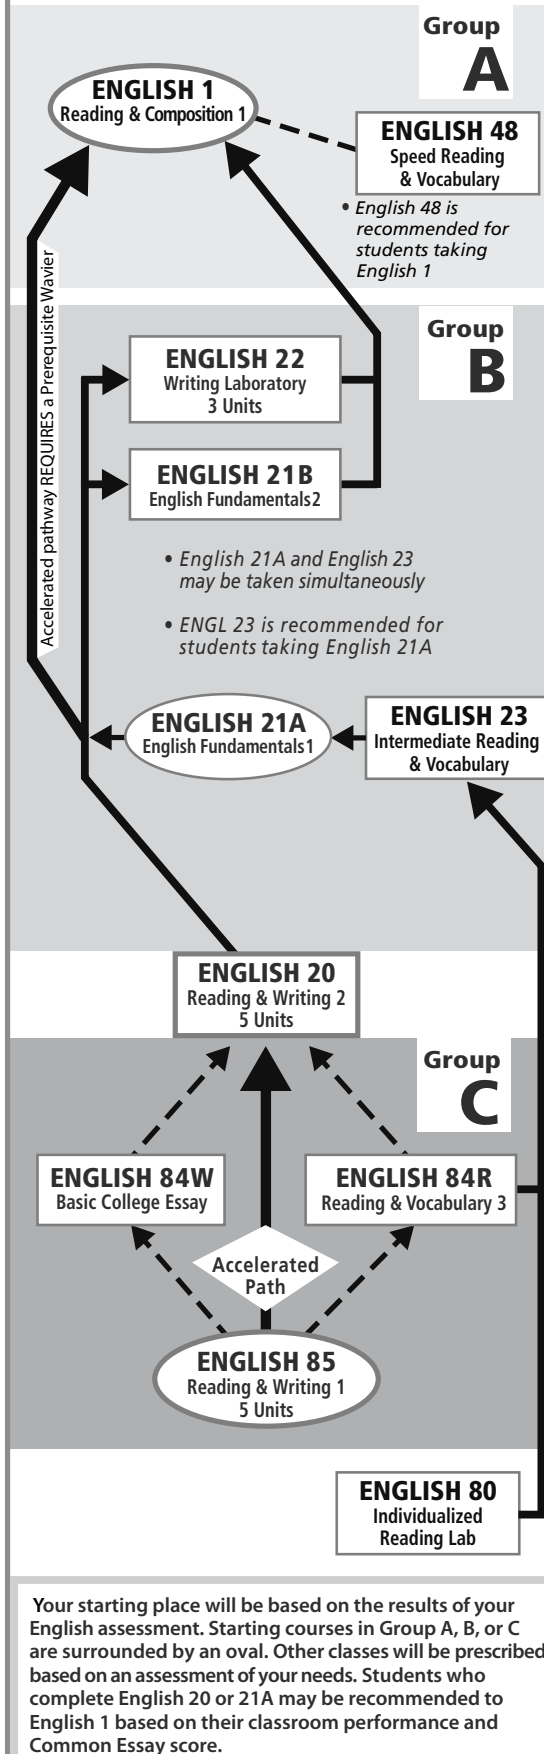 Group
A
ENGLISH 1
Reading & Composition 1
ENGLISH 48
Speed Reading
& Vocabulary
• English 48 is
recommended for
students taking
English 1
Accelerated pathway REQUIRES a Prerequisite Wavier
Group
B
ENGLISH 22
Writing Laboratory
3 Units
ENGLISH 21B
English Fundamentals2
• English 21A and English 23
may be taken simultaneously
• ENGL 23 is recommended for
students taking English 21A
ENGLISH 21A
English Fundamentals1
ENGLISH 23
Intermediate Reading
& Vocabulary
ENGLISH 20
Reading & Writing 2
5 Units
Group
C
ENGLISH 84W
Basic College Essay
ENGLISH 84R
Reading & Vocabulary 3
Accelerated
Path
ENGLISH 85
Reading & Writing 1
5 Units
ENGLISH 80
Individualized
Reading Lab
Your starting place will be based on the results of your
English assessment. Starting courses in Group A, B, or C
are surrounded by an oval. Other classes will be prescribed
based on an assessment of your needs. Students who
complete English 20 or 21A may be recommended to
English 1 based on their classroom performance and
Common Essay score.